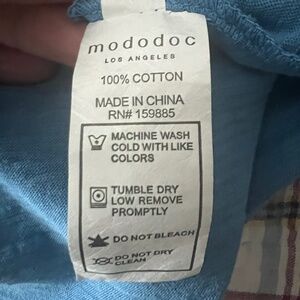 mododoc
LOS ANGELES
100% COTTON
MADE IN CHINA
RN# 159885
MACHINE WASH
COLD WITH LIKE
COLORS
TUMBLE DRY
LOW REMOVE
PROMPTLY
DO NOT BLEACH
DO NOT DRY
CLEAN